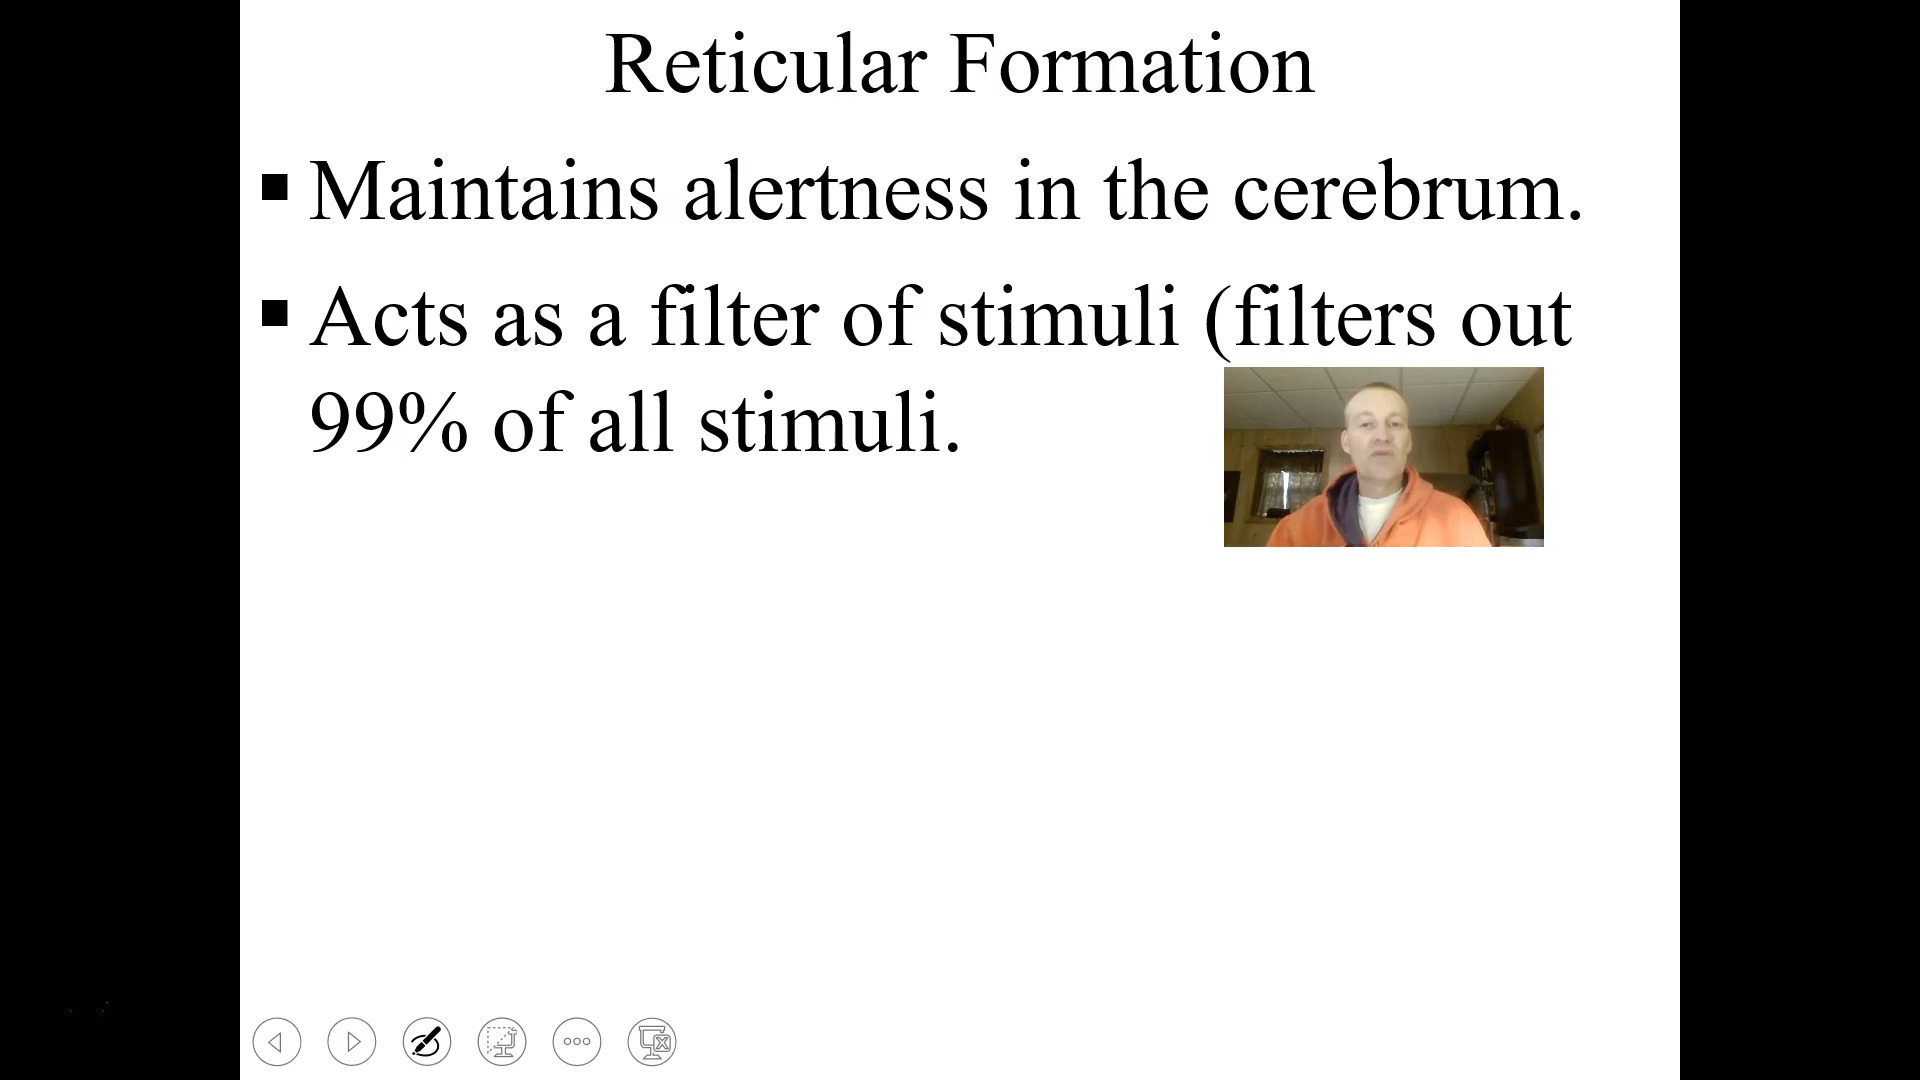 Reticular Formation
▪ Maintains alertness in the cerebrum.
▪ Acts as a filter of stimuli (filters out
99% of all stimuli.